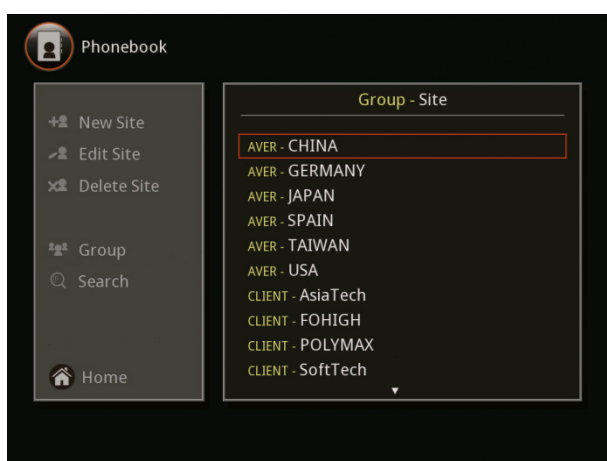 Phonebook
New Site
Edit Site
Delete Site
Group
Search
Home
Group - Site
AVER - CHINA
AVER - GERMANY
AVER - JAPAN
AVER - SPAIN
AVER - TAIWAN
AVER - USA
CLIENT - AsiaTech
CLIENT - FOHIGH
CLIENT - POLYMAX
CLIENT - SoftTech